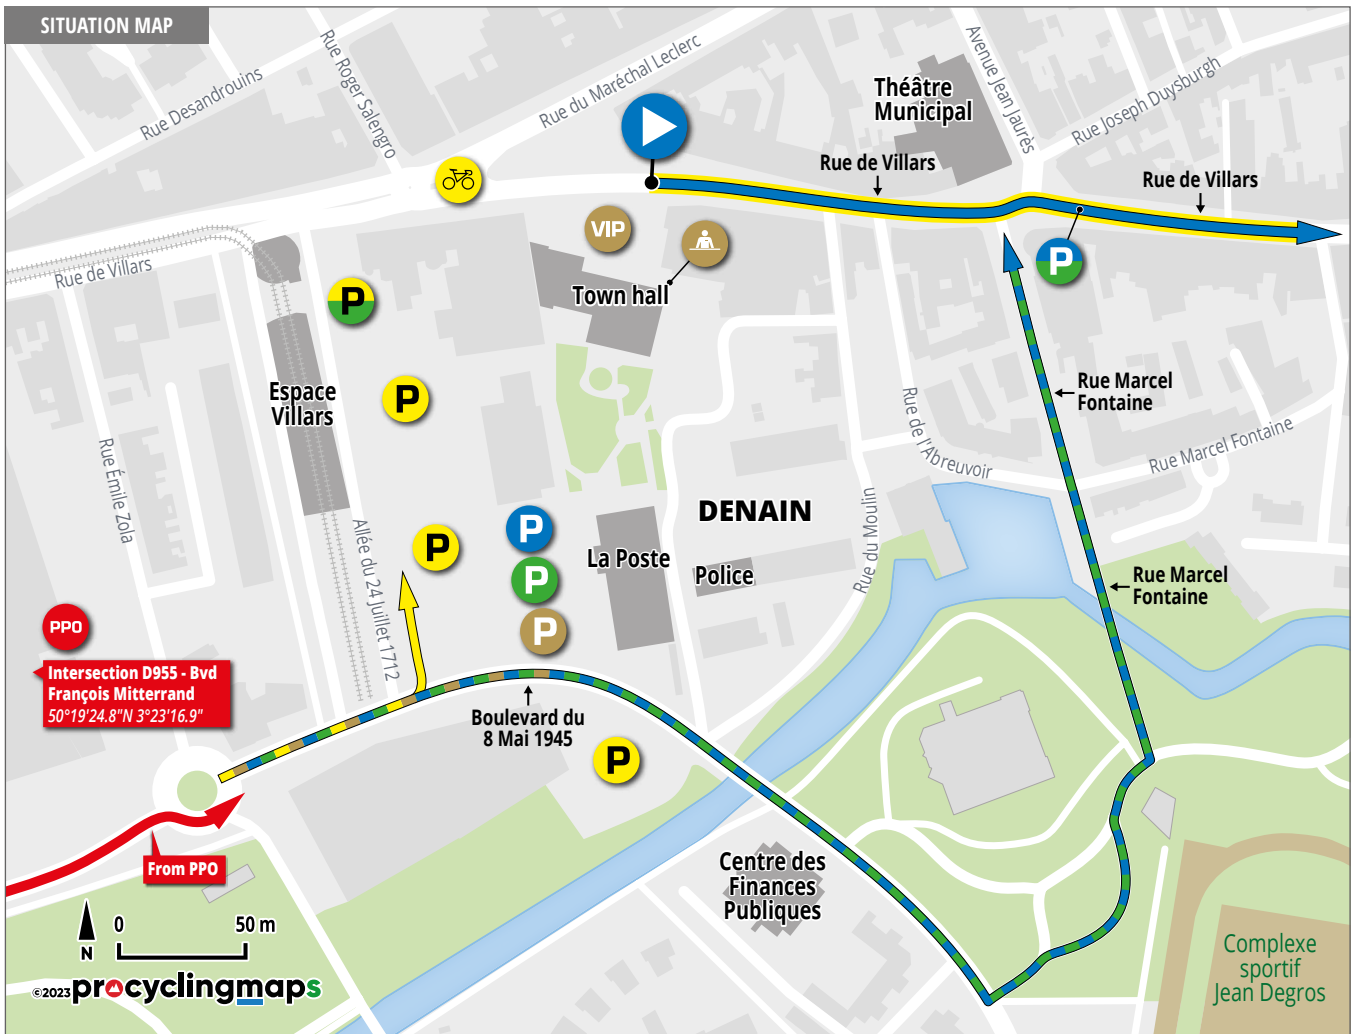 SITUATION MAP
Rue Desandrouins
Rue Roger Salengro
Rue du Maréchal Leclerc
Théâtre
Municipal
Avenue Jean Jaurès
Rue Joseph Duysburgh
Rue de Villars
Rue de Villars
VIP
Rue de Villars
P
Town hall
P
Espace
Villars
P
Rue Marcel
Fontaine
Rue de l'Abreuvoir
Rue Marcel Fontaine
Rue Émile Zola
Allée du 24 Juillet 1712
DENAIN
Rue du Moulin
P
P
P
P
La Poste
Police
Rue Marcel
Fontaine
PPO
Intersection D955 - Bvd
François Mitterrand
50°19'24.8"N 3°23'16.9"
Boulevard du
8 Mai 1945
P
From PPO
Centre des
Finances
Publiques
N
0 50 m
©2023 procyclingmaps
Complexe
sportif
Jean Degros